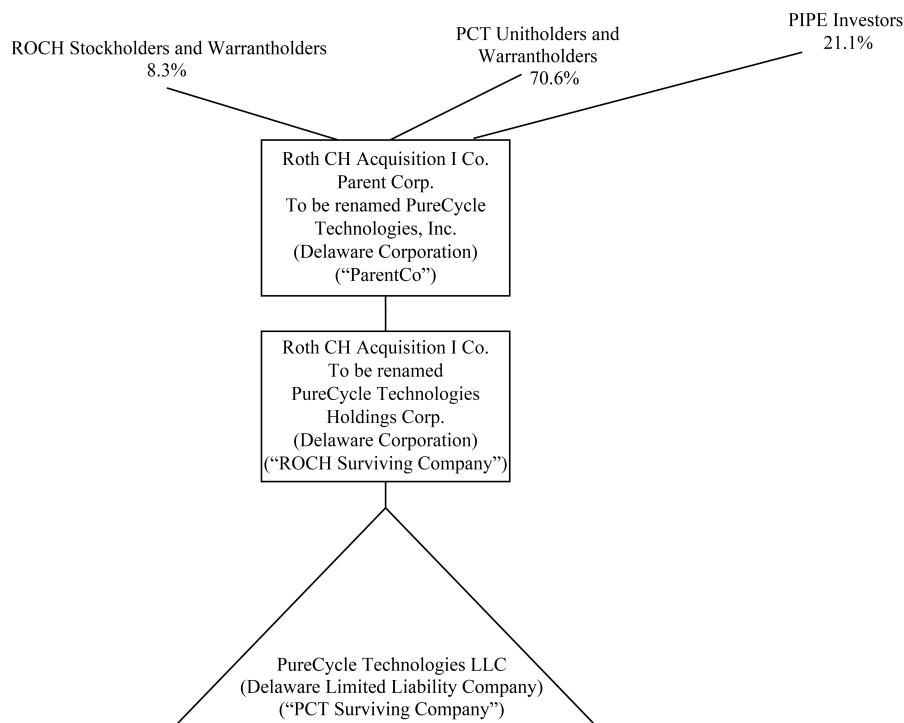 ROCH Stockholders and Warrantholders
8.3%
PCT Unitholders and
Warrantholders
70.6%
PIPE Investors
21.1%
Roth CH Acquisition I Co.
Parent Corp.
To be renamed PureCycle
Technologies, Inc.
(Delaware Corporation)
(“ParentCo”)
Roth CH Acquisition I Co.
To be renamed
PureCycle Technologies
Holdings Corp.
(Delaware Corporation)
(“ROCH Surviving Company”)
PureCycle Technologies LLC
(Delaware Limited Liability Company)
(“PCT Surviving Company”)